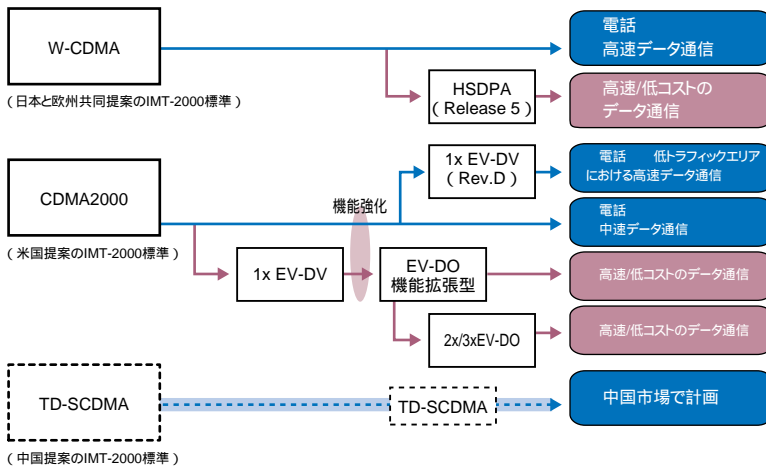 W-CDMA
(日本と欧州共同提案のIMT-2000標準)
電話
高速データ通信
HSDPA
(Release 5)
高速/低コストの
データ通信
CDMA2000
(米国提案のIMT-2000標準)
1x EV-DV
(Rev.D)
電話 低トラフィックエリア
における高速データ通信
機能強化
電話
中速データ通信
1x EV-DV
EV-DO
機能拡張型
高速/低コストのデータ通信
2x/3xEV-DO
高速/低コストのデータ通信
TD-SCDMA
(中国提案のIMT-2000標準)
TD-SCDMA
中国市場で計画